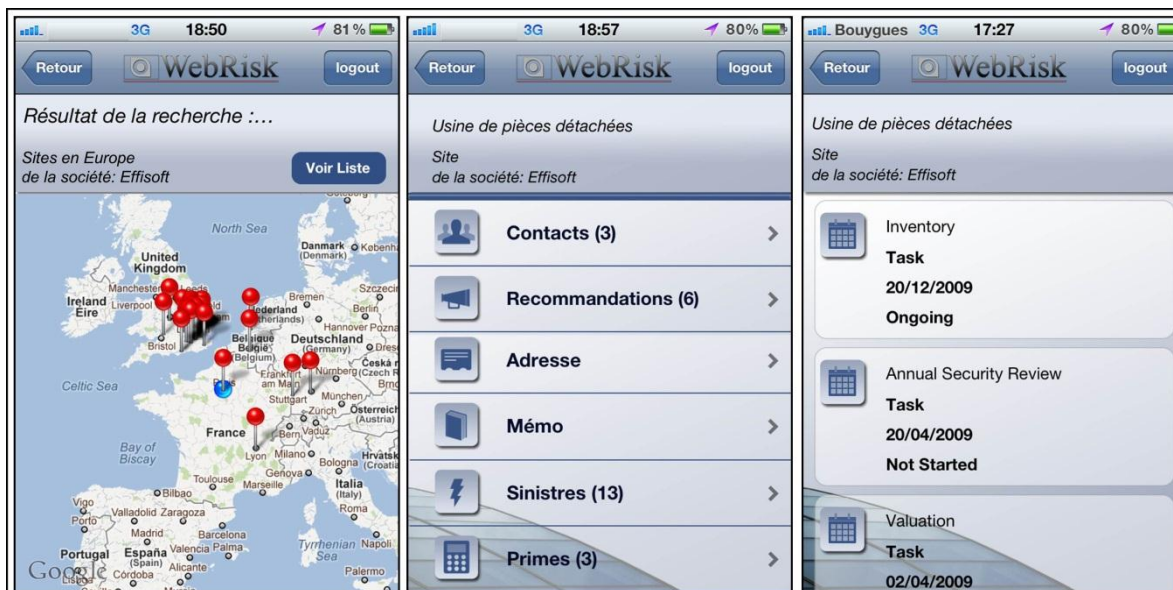 3G 18:50 81 %
Retour WebRisk logout
Résultat de la recherche :...
Sites en Europe
de la société: Effisoft
Voir Liste
North Sea
Danmark
(Denmark)
United
Kingdom
Manchester Leeds
Ireland
Éire
Liverpool
Bremen
Berlin
Hannover
Bristol
België
(Belgium)
Deutschland
(Germany)
Celtic Sea
Frankfurt
am Main
Nürnberg
Stuttgart
München
Österreich
(Austria)
Zürich
Bern Vaduz
France
Bay of
Biscay
Lyon Milano
Bologna
Genova
Toulouse Marseille
Italia
(Italy)
Roma
Bilbao
Vigo
Porto
Valladolid Zaragoza
Madrid
Barcelona
Portugal
España
(Spain)
Valencia Palma
Tyrrhenian
Sea
Napoli
Alicante
Córdoba
Palermo
Google
3G 18:57 80%
Retour WebRisk logout
Usine de pièces détachées
Site
de la société: Effisoft
Contacts (3)
Recommandations (6)
Adresse
Mémo
Sinistres (13)
Primes (3)
Bouygues 3G 17:27 80%
Retour WebRisk logout
Usine de pièces détachées
Site
de la société: Effisoft
Inventory
Task
20/12/2009
Ongoing
Annual Security Review
Task
20/04/2009
Not Started
Valuation
Task
02/04/2009